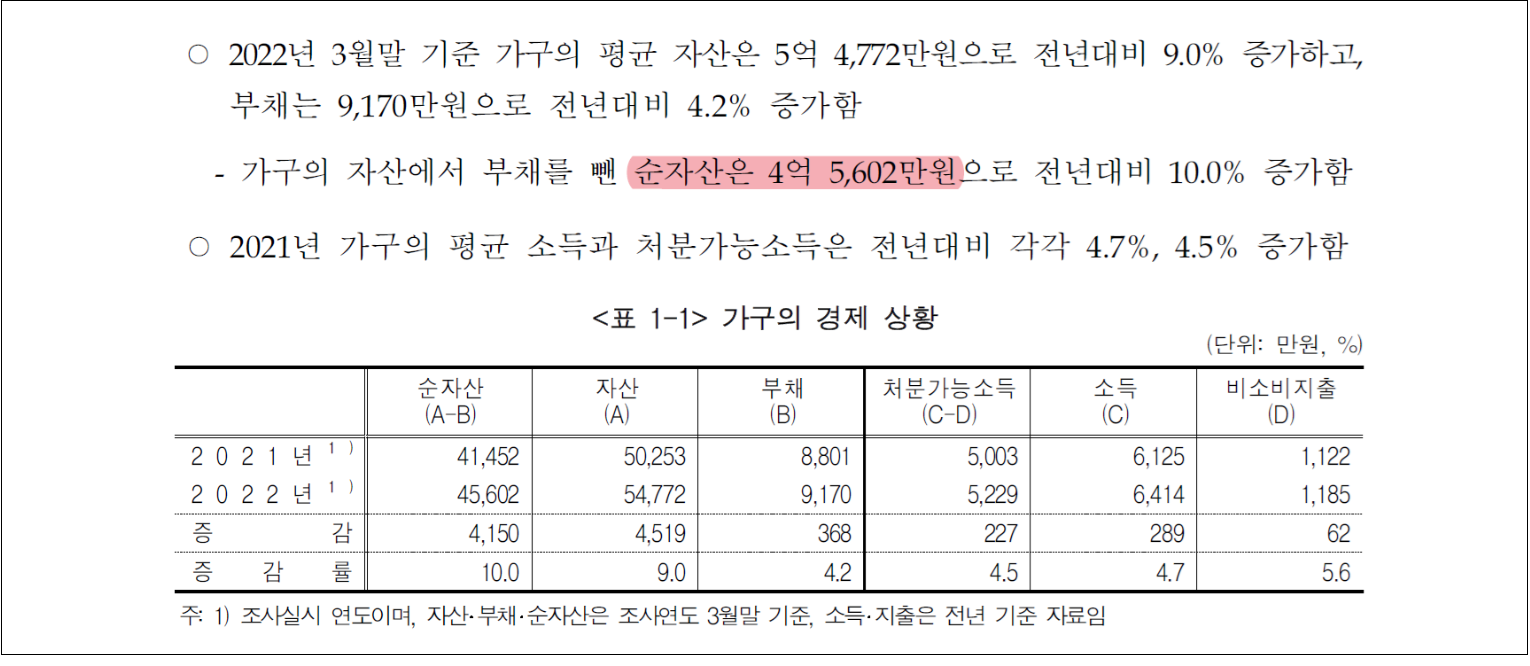 ○ 2022년 3월말 기준 가구의 평균 자산은 5억 4,772만원으로 전년대비 9.0% 증가하고,
부채는 9,170만원으로 전년대비 4.2% 증가함
- 가구의 자산에서 부채를 뺀 순자산은 4억 5,602만원으로 전년대비 10.0% 증가함
○ 2021년 가구의 평균 소득과 처분가능소득은 전년대비 각각 4.7%, 4.5% 증가함
<표 1-1> 가구의 경제 상황
(단위: 만원, %)
순자산 자산 부채 처분가능소득 소득 비소비지출
(A-B) (A) (B) (C-D) (C) (D)
2 0 2 1 년 1 ) 41,452 50,253 8,801 5,003 6,125 1,122
2 0 2 2 년 1 ) 45,602 54,772 9,170 5,229 6,414 1,185
증 감 4,150 4,519 368 227 289 62
증 감 률 10.0 9.0 4.2 4.5 4.7 5.6
주: 1) 조사실시 연도이며, 자산·부채·순자산은 조사연도 3월말 기준, 소득·지출은 전년 기준 자료임